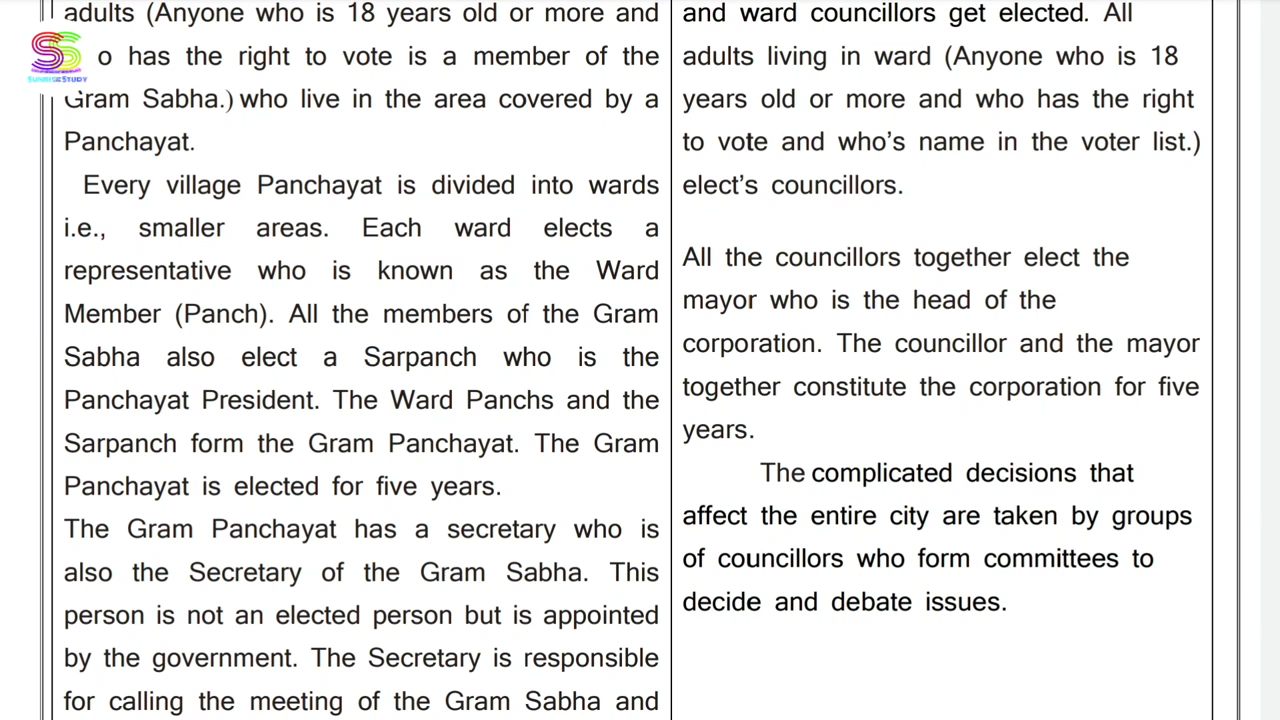 adults (Anyone who is 18 years old or more and
o has the right to vote is a member of the
Gram Sabha.) who live in the area covered by a
Panchayat.
Every village Panchayat is divided into wards
i.e., smaller areas. Each ward elects a
representative who is known as the Ward
Member (Panch). All the members of the Gram
Sabha also elect a Sarpanch who is the
Panchayat President. The Ward Panchs and the
Sarpanch form the Gram Panchayat. The Gram
Panchayat is elected for five years.
The Gram Panchayat has a secretary who is
also the Secretary of the Gram Sabha. This
person is not an elected person but is appointed
by the government. The Secretary is responsible
for calling the meeting of the Gram Sabha and
and ward councillors get elected. All
adults living in ward (Anyone who is 18
years old or more and who has the right
to vote and who's name in the voter list.)
elect's councillors.
All the councillors together elect the
mayor who is the head of the
corporation. The councillor and the mayor
together constitute the corporation for five
years.
The complicated decisions that
affect the entire city are taken by groups
of councillors who form committees to
decide and debate issues.
SS
SUNRISE STUDY